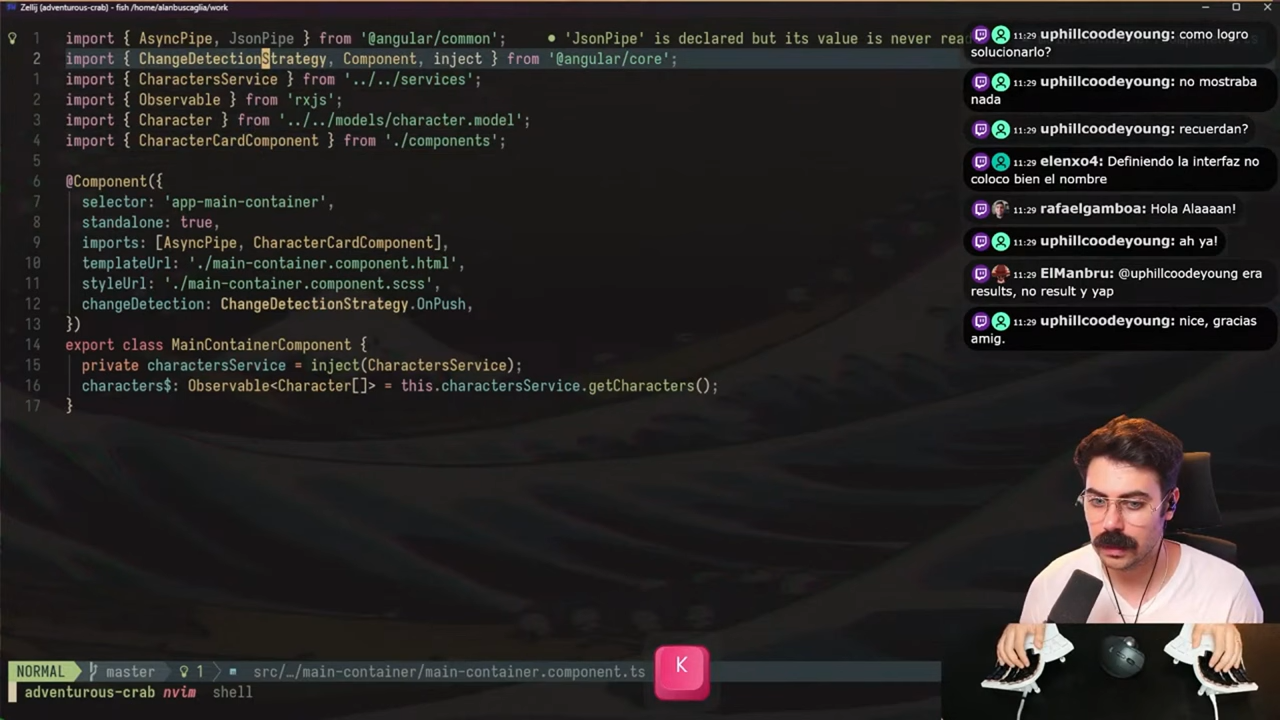 Zellij (adventurous-crab) - fish /home/alanbuscaglia/work
1 import { AsyncPipe, JsonPipe } from '@angular/common'; ● 'JsonPipe' is declared but its value is never read
2 import { ChangeDetectionStrategy, Component, inject } from '@angular/core';
1 import { CharactersService } from '../../services';
2 import { Observable } from 'rxjs';
3 import { Character } from '../../models/character.model';
4 import { CharacterCardComponent } from './components';
5
6 @Component({
7 selector: 'app-main-container',
8 standalone: true,
9 imports: [AsyncPipe, CharacterCardComponent],
10 templateUrl: './main-container.component.html',
11 styleUrl: './main-container.component.scss',
12 changeDetection: ChangeDetectionStrategy.OnPush,
13 })
14 export class MainContainerComponent {
15 private charactersService = inject(CharactersService);
16 characters$: Observable<Character[]> = this.charactersService.getCharacters();
17 }
uphillcoodeyoung: como logro
solucionarlo?
11:29 uphillcoodeyoung: no mostraba
nada
11:29 uphillcoodeyoung: recuerdan?
11:29 elenxo4: Definiendo la interfaz no
coloco bien el nombre
11:29 rafaelgamboa: Hola Alaaaan!
11:29 uphillcoodeyoung: ah ya!
11:29 ElManbru: @uphillcoodeyoung era
results, no result y yap
11:29 uphillcoodeyoung: nice, gracias
amig.
K
NORMAL master 1 src/…/main-container/main-container.component.ts
adventurous-crab nvim shell